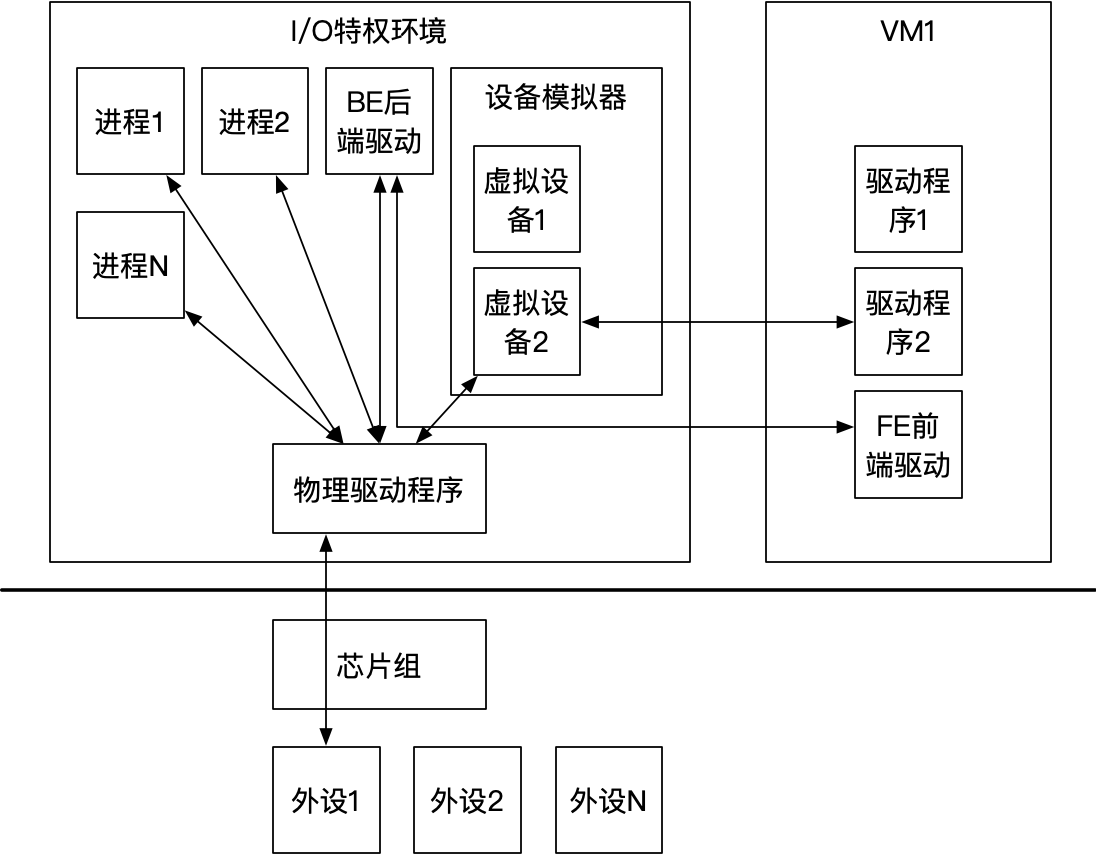 I/O特权环境
VM1
进程1
进程2
BE后
端驱动
设备模拟器
虚拟设
备1
驱动程
序1
进程N
虚拟设
备2
驱动程
序2
FE前
端驱动
物理驱动程序
芯片组
外设1
外设2
外设N